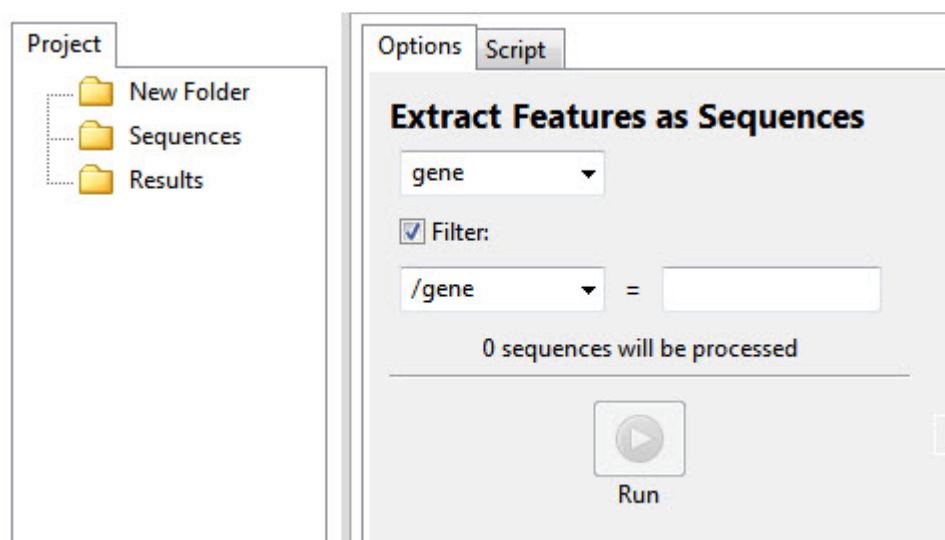 Project
New Folder
Sequences
Results
Options
Script
Extract Features as Sequences
gene
Filter:
/gene =
0 sequences will be processed
Run